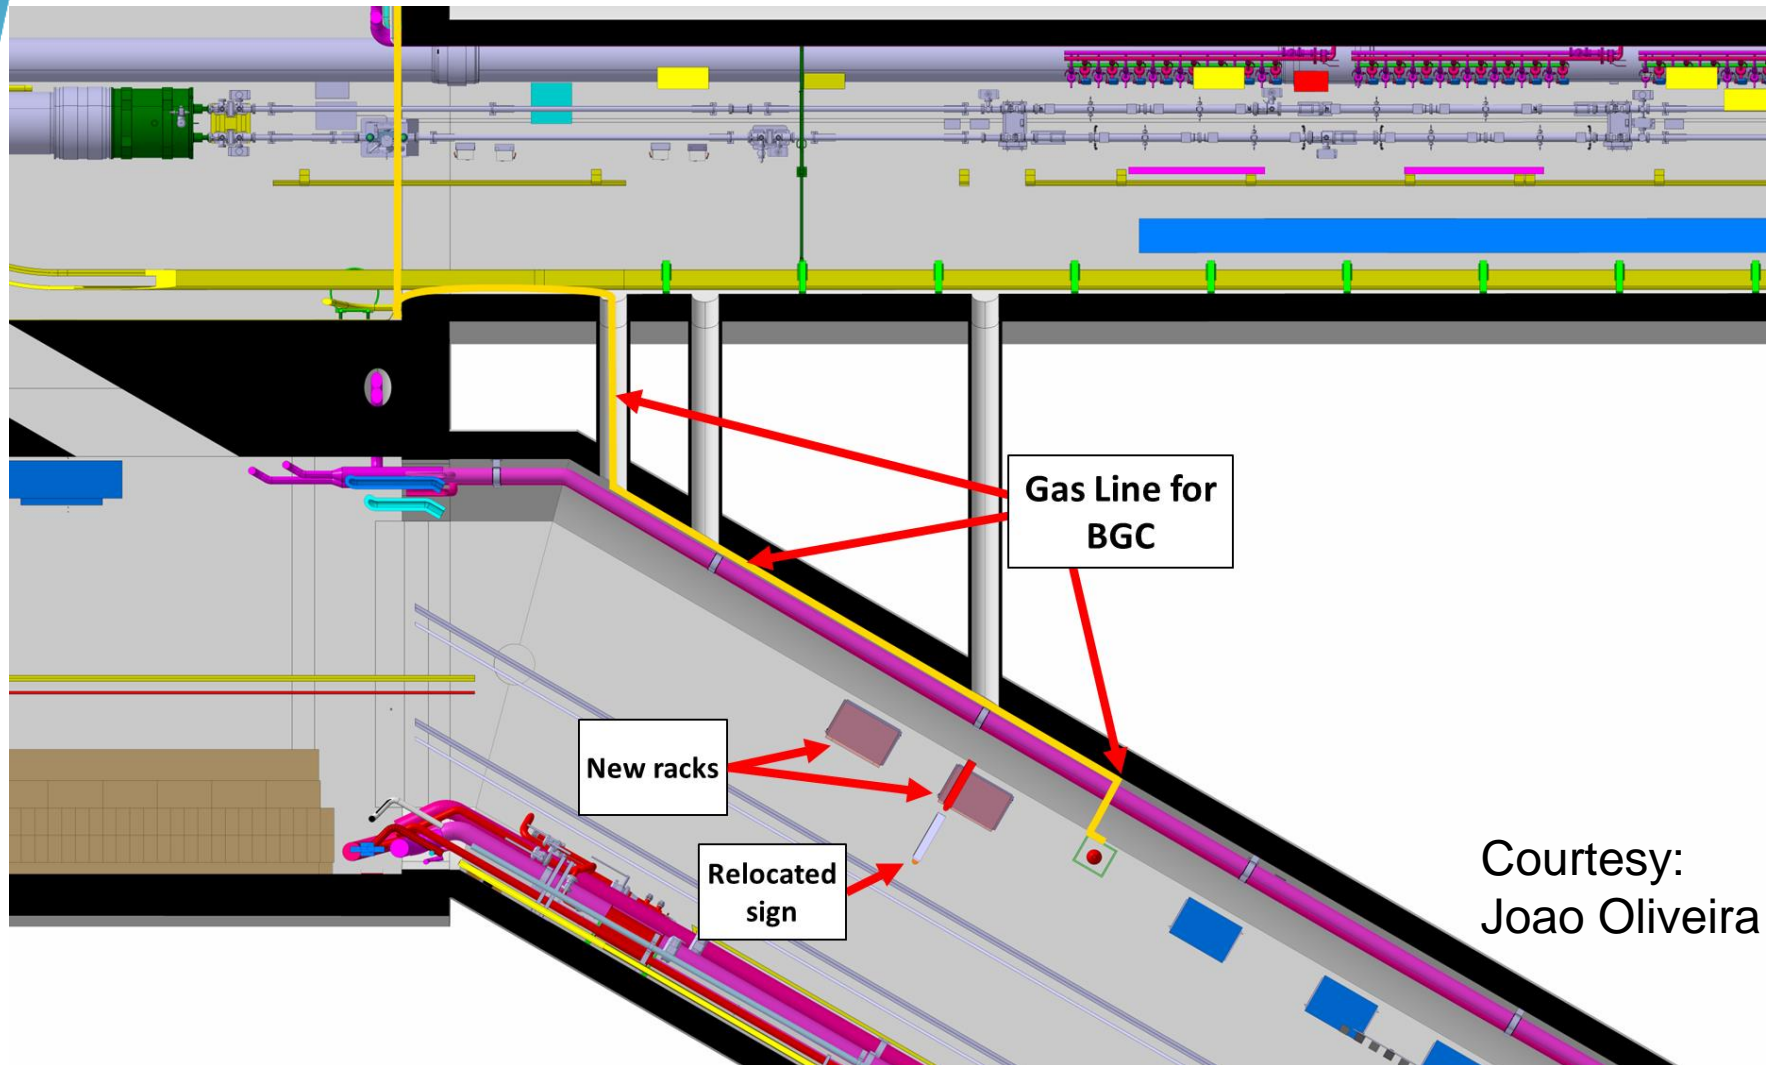 Gas Line for
BGC
New racks
Relocated
sign
Courtesy:
Joao Oliveira